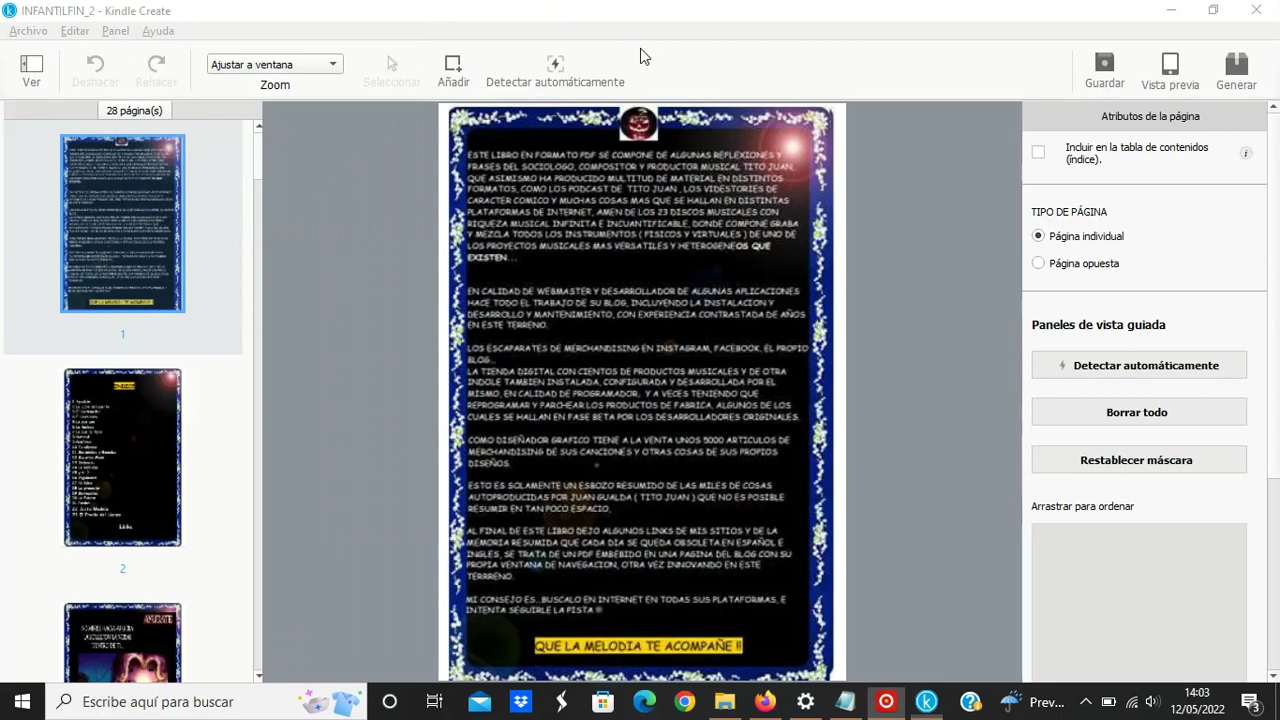 INFANTILFIN_2 - Kindle Create
Archivo Editar Panel Ayuda
Ver
Deshacer
Rehacer
Ajustar a ventana
Zoom
Seleccionar
Añadir
Detectar automáticamente
Guardar
Vista previa
Generar
28 página(s)
1
2
Links
AYUDATE
ESTE LIBRO EN FORMATO PDF SE COMPONE DE ALGUNAS REFLEXIONES Y
FRASES DEL SOCIOLOGO, COMPOSITOR Y PRODUCTOR MUSICAL, TITO JUAN,
QUE ASIMISMO HA PRODUCIDO MULTITUD DE MATERIAL EN DISTINTOS
FORMATOS, COMO LOS PODCAST DE TITO JUAN , LOS VIDESTORIES DE
CARACTER COMICO Y MUCHAS COSAS MAS QUE SE HALLAN EN DISTINTAS
PLATAFORMAS DE INTERNET, AMEN DE LOS 23 DISCOS MUSICALES CON
RIQUEZA MUSICAL INFINITA E INCUANTIFICABLE, DONDE COMPONE, GRABA
Y MEZCLA TODOS LOS INSTRUMENTOS ( FISICOS Y VIRTUALES ) DE UNO DE
LOS PROYECTOS MUSICALES MAS VERSATILES Y HETEROGENEOS QUE
EXISTEN...
EN CALIDAD DE WEBMASTER Y DESARROLLADOR DE ALGUNAS APLICACIONES
HACE TODO EL TRABAJO DE SU BLOG, INCLUYENDO LA INSTALACION Y
DESARROLLO Y MANTENIMIENTO, CON EXPERIENCIA CONTRASTADA DE AÑOS
EN ESTE TERRENO.
LOS ESCAPARATES DE MERCHANDISING EN INSTAGRAM, FACEBOOK, EL PROPIO
BLOG...
LA TIENDA DIGITAL CON CIENTOS DE PRODUCTOS MUSICALES Y DE OTRA
INDOLE TAMBIEN INSTALADA, CONFIGURADA Y DESARROLLADA POR EL
MISMO, EN CALIDAD DE PROGRAMADOR, Y A VECES TENIENDO QUE
REPROGRAMAR Y PARCHEAR LOS PRODUCTOS DE FABRICA, ALGUNOS DE LOS
CUALES SE HALLAN EN FASE BETA POR LOS DESARROLLADORES ORIGINALES.
COMO DISEÑADOR GRAFICO TIENE A LA VENTA UNOS 5000 ARTICULOS DE
MERCHANDISING DE SUS CANCIONES Y OTRAS COSAS DE SUS PROPIOS
DISEÑOS.
ESTO ES SOLAMENTE UN ESBOZO RESUMIDO DE LAS MILES DE COSAS
AUTOPRODUCIDAS POR JUAN GUALDA ( TITO JUAN ) QUE NO ES POSIBLE
RESUMIR EN TAN POCO ESPACIO.
AL FINAL DE ESTE LIBRO DEJO ALGUNOS LINKS DE MIS SITIOS Y DE LA
MEMORIA RESUMIDA QUE CADA DIA SE QUEDA OBSOLETA EN ESPAÑOL E
INGLES, SE TRATA DE UN PDF EMBEBIDO EN UNA PAGINA DEL BLOG CON SU
PROPIA VENTANA DE NAVEGACION, OTRA VEZ INNOVANDO EN ESTE
TERRRENO.
MI CONSEJO ES...BUSCALO EN INTERNET EN TODAS SUS PLATAFORMAS, E
INTENTA SEGUIRLE LA PISTA !!!
QUE LA MELODIA TE ACOMPAÑE !!
Atributos de la página
Incluir en la tabla de contenidos
(índice).
TIPO DE PÁGINA
Página individual
Página opuesta
Paneles de vista guiada
Detectar automáticamente
Borrar todo
Restablecer máscara
Arrastrar para ordenar
Escribe aquí para buscar
Prev...
4:03
12/05/2022
3